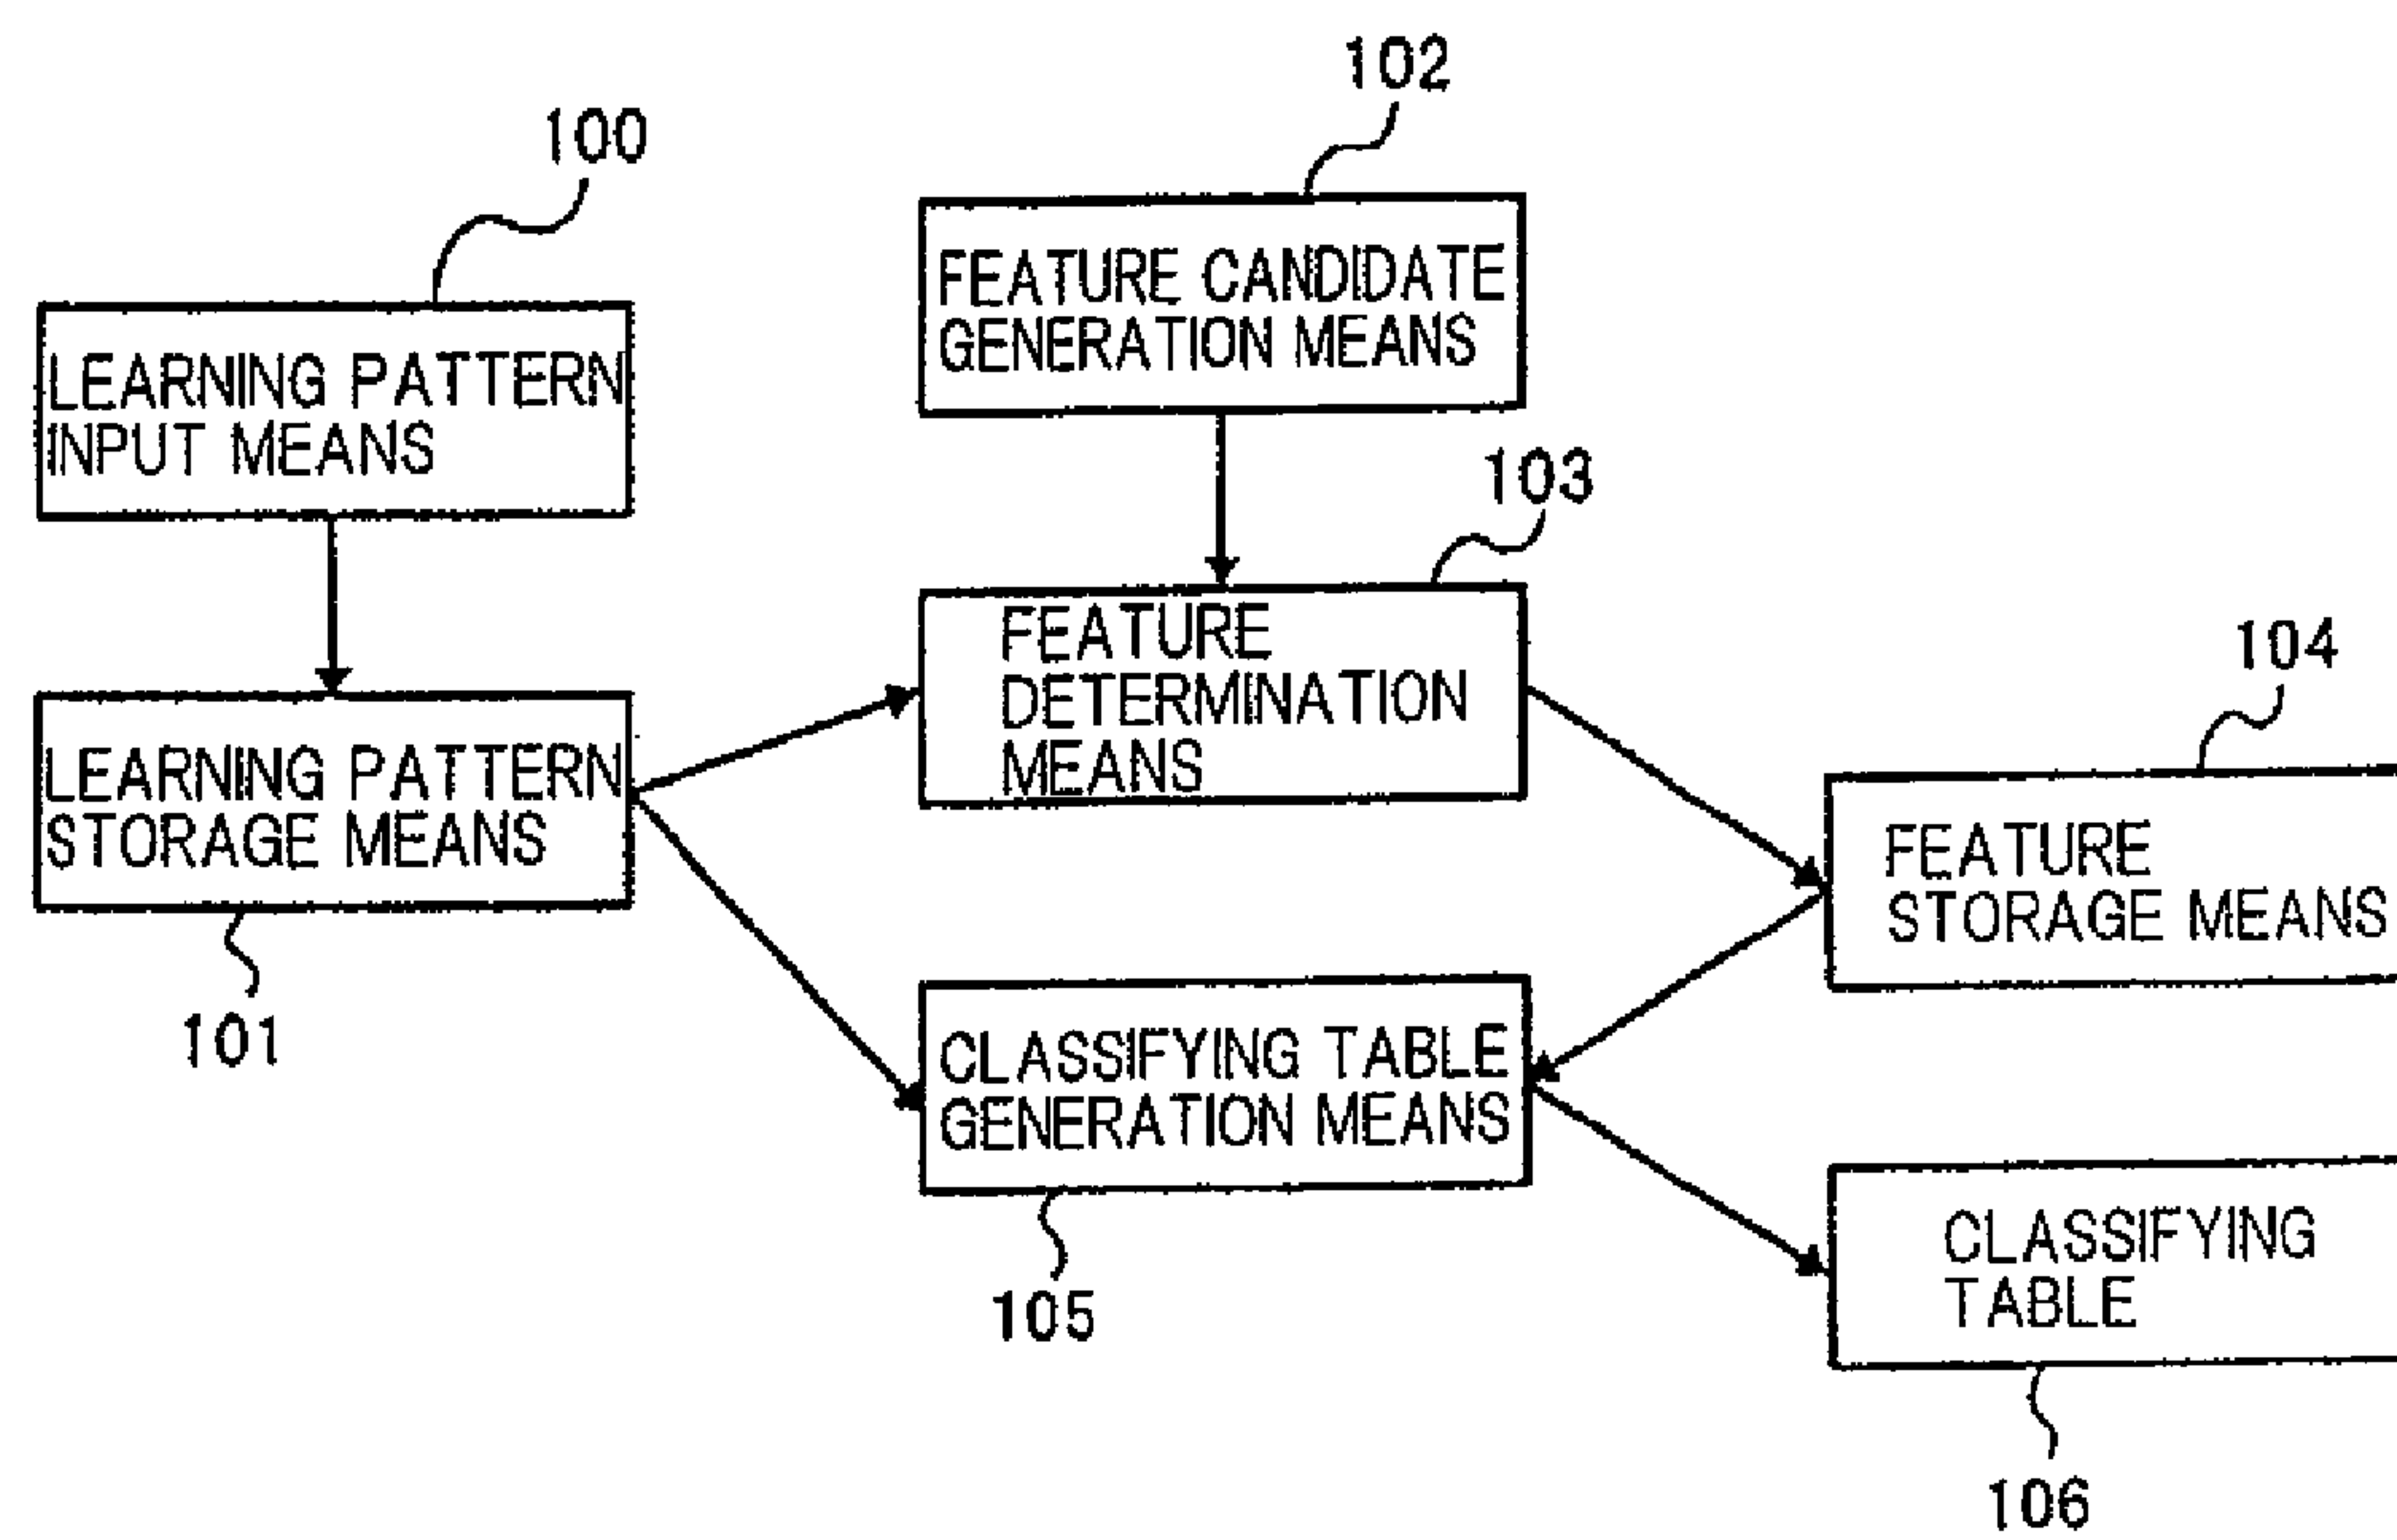 102
100
FEATURE CANDIDATE
GENERATION MEANS
LEARNING PATTERN
INPUT MEANS
103
FEATURE
DETERMINATION
MEANS
104
LEARNING PATTERN
STORAGE MEANS
FEATURE
STORAGE MEANS
101
CLASSIFYING TABLE
GENERATION MEANS
CLASSIFYING
TABLE
105
106